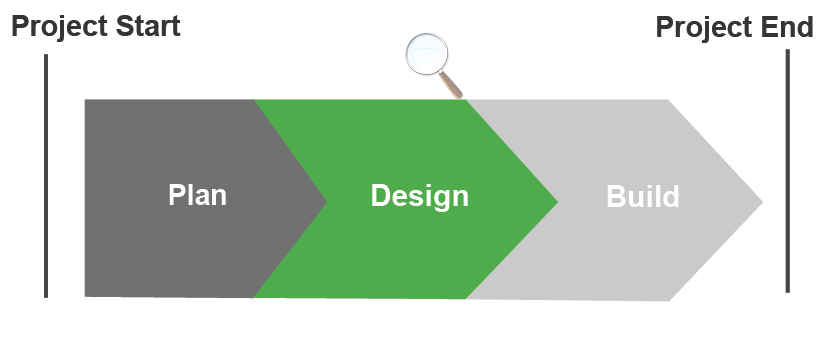 Project Start
Project End
Plan
Design
Build